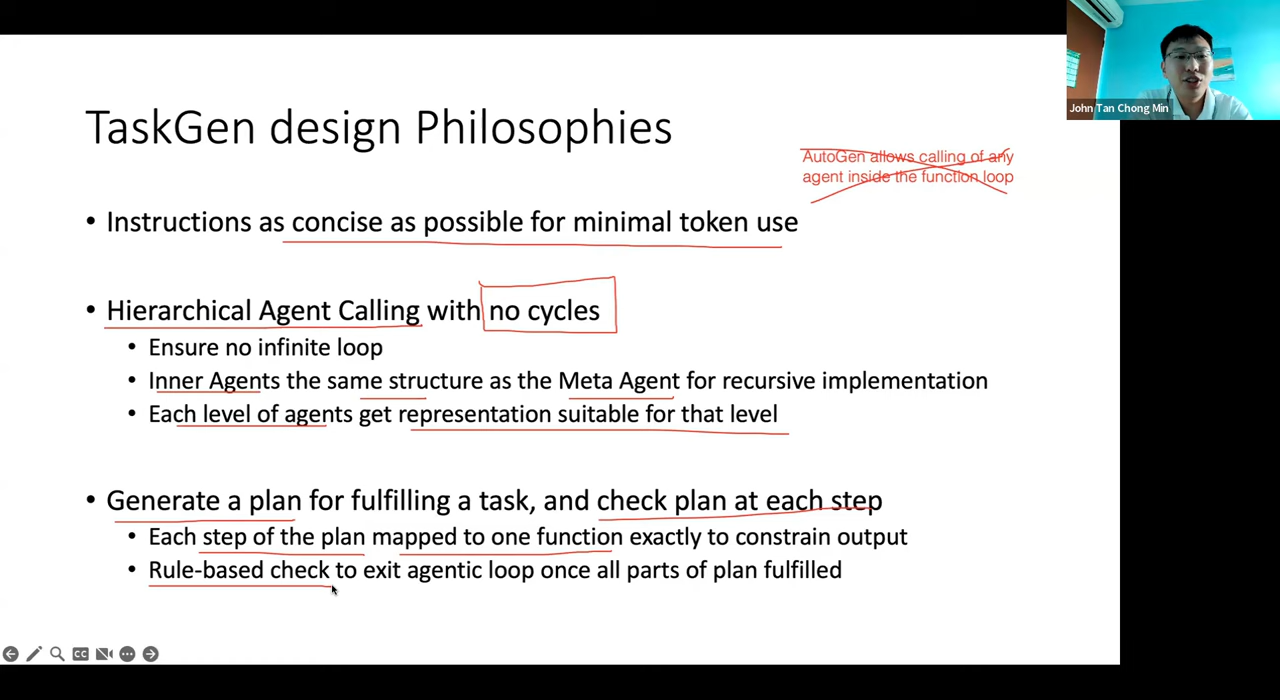 John Tan Chong Min
TaskGen design Philosophies
AutoGen allows calling of any
agent inside the function loop
• Instructions as concise as possible for minimal token use
• Hierarchical Agent Calling with no cycles
• Ensure no infinite loop
• Inner Agents the same structure as the Meta Agent for recursive implementation
• Each level of agents get representation suitable for that level
• Generate a plan for fulfilling a task, and check plan at each step
• Each step of the plan mapped to one function exactly to constrain output
• Rule-based check to exit agentic loop once all parts of plan fulfilled
CC